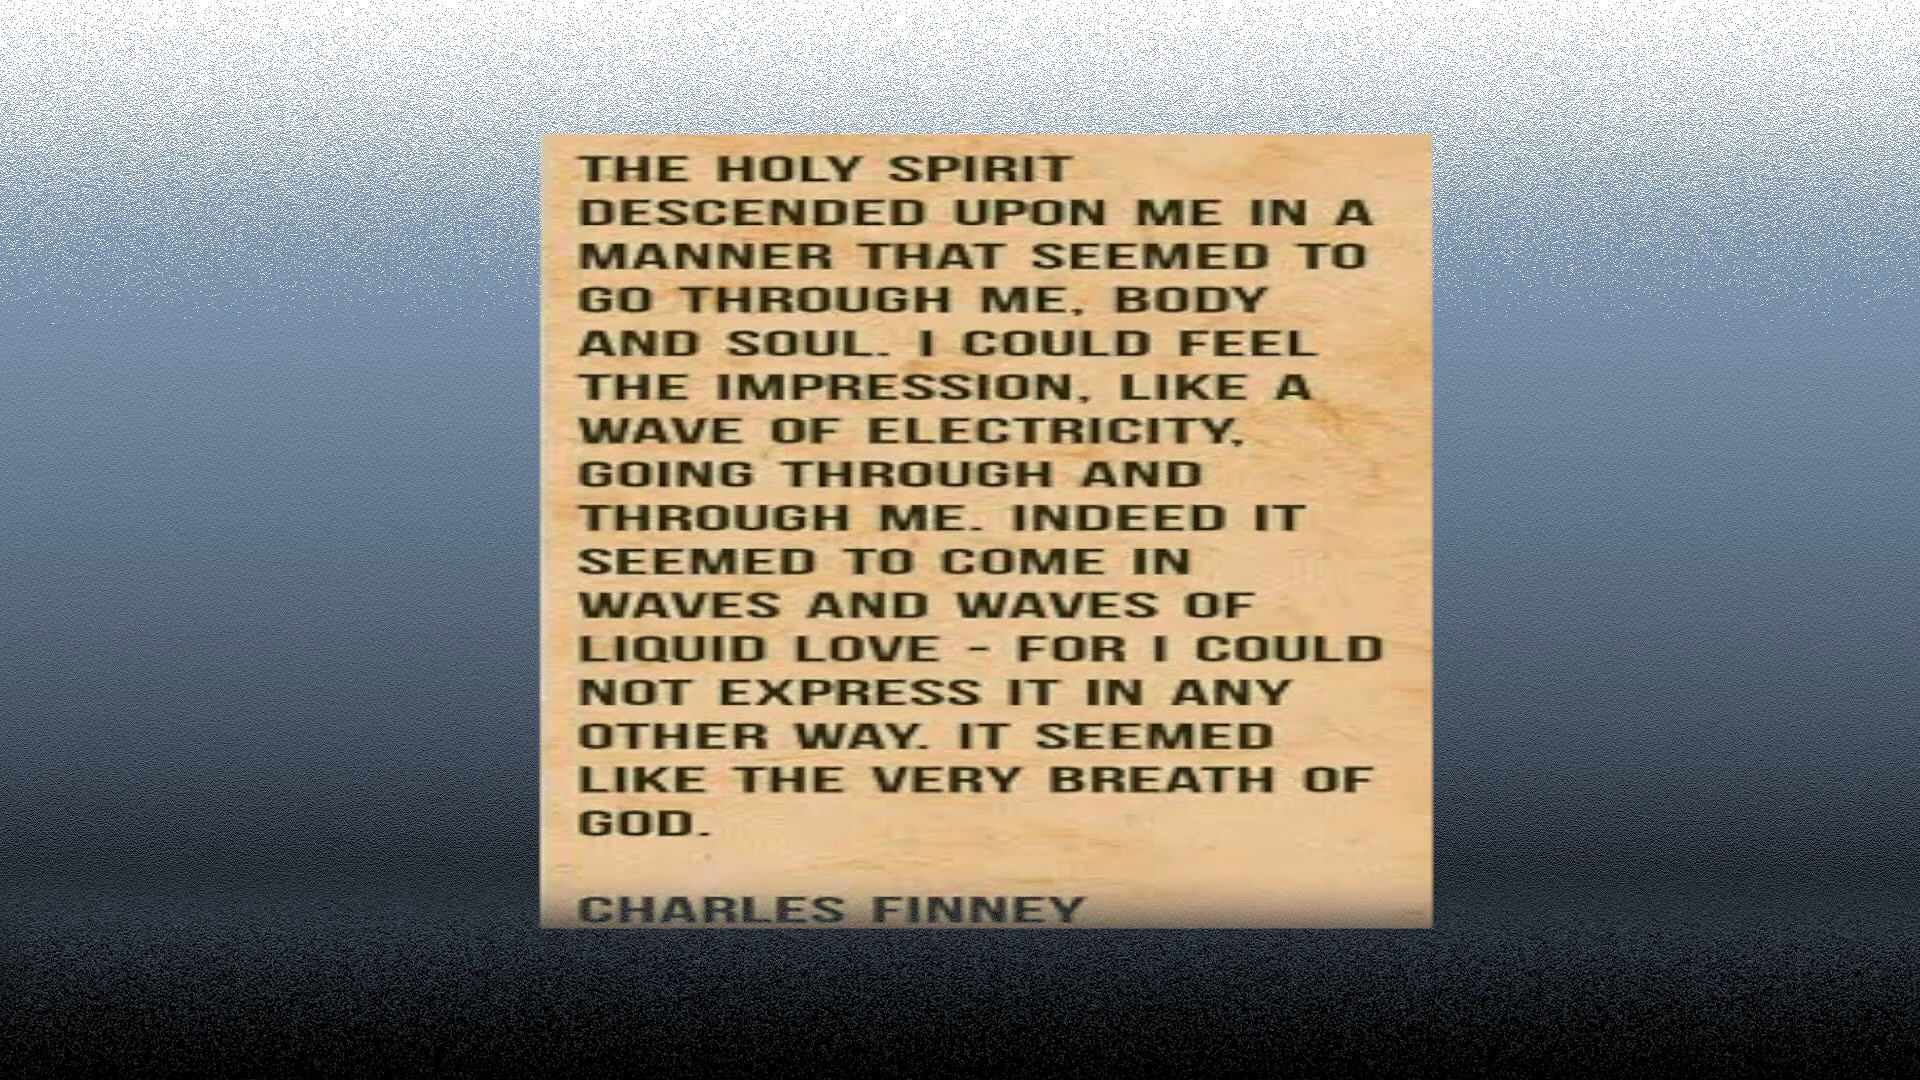 THE HOLY SPIRIT
DESCENDED UPON ME IN A
MANNER THAT SEEMED TO
GO THROUGH ME, BODY
AND SOUL. I COULD FEEL
THE IMPRESSION, LIKE A
WAVE OF ELECTRICITY,
GOING THROUGH AND
THROUGH ME. INDEED IT
SEEMED TO COME IN
WAVES AND WAVES OF
LIQUID LOVE - FOR I COULD
NOT EXPRESS IT IN ANY
OTHER WAY. IT SEEMED
LIKE THE VERY BREATH OF
GOD.
CHARLES FINNEY